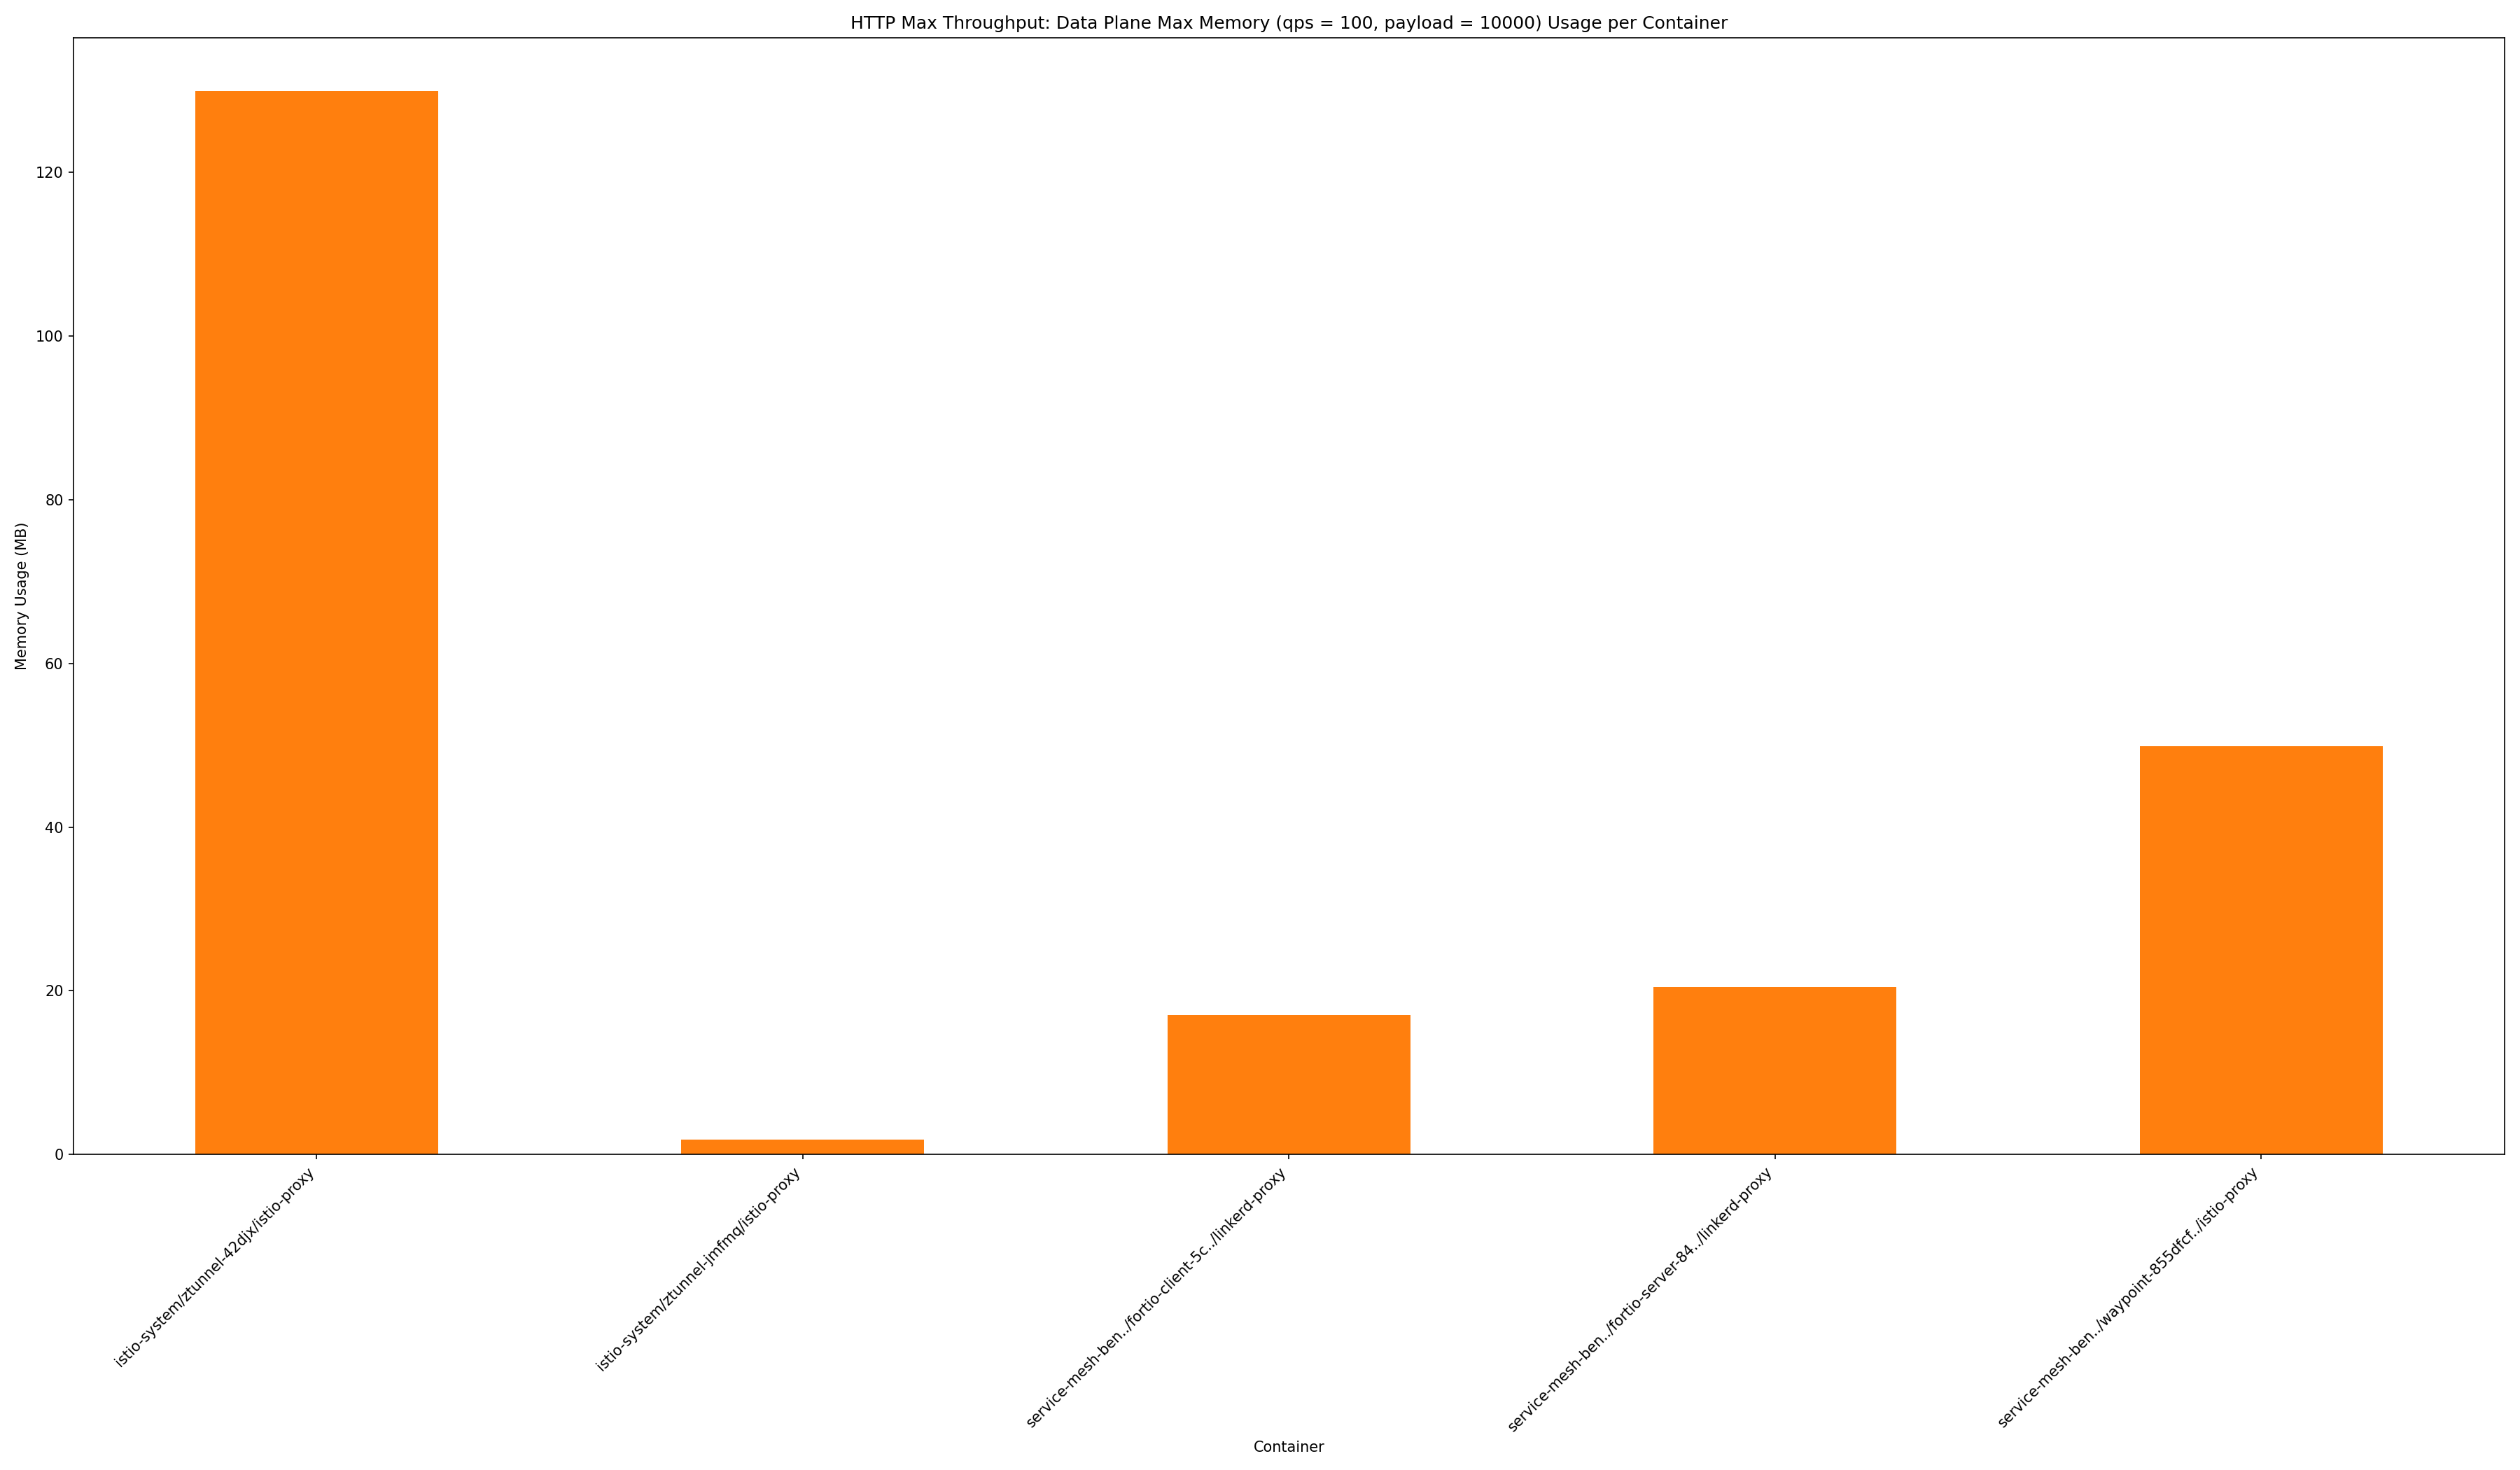 HTTP Max Throughput: Data Plane Max Memory (qps = 100, payload = 10000) Usage per Container
Memory Usage (MB)
120
100
80
60
40
20
0
istio-system/ztunnel-42djx/istio-proxy
istio-system/ztunnel-jmfmq/istio-proxy
service-mesh-ben../fortio-client-5c../linkerd-proxy
service-mesh-ben../fortio-server-84../linkerd-proxy
service-mesh-ben../waypoint-855dfcf../istio-proxy
Container